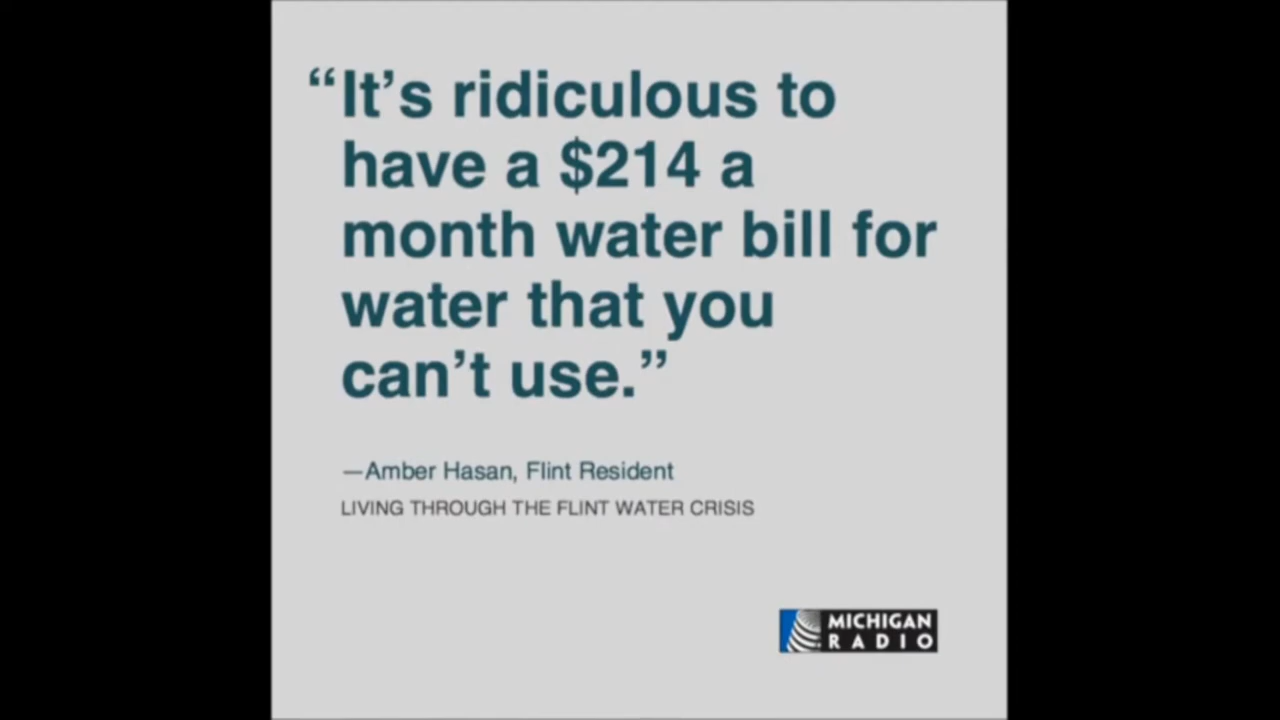 “It’s ridiculous to
have a $214 a
month water bill for
water that you
can’t use.”
—Amber Hasan, Flint Resident
LIVING THROUGH THE FLINT WATER CRISIS
MICHIGAN
RADIO